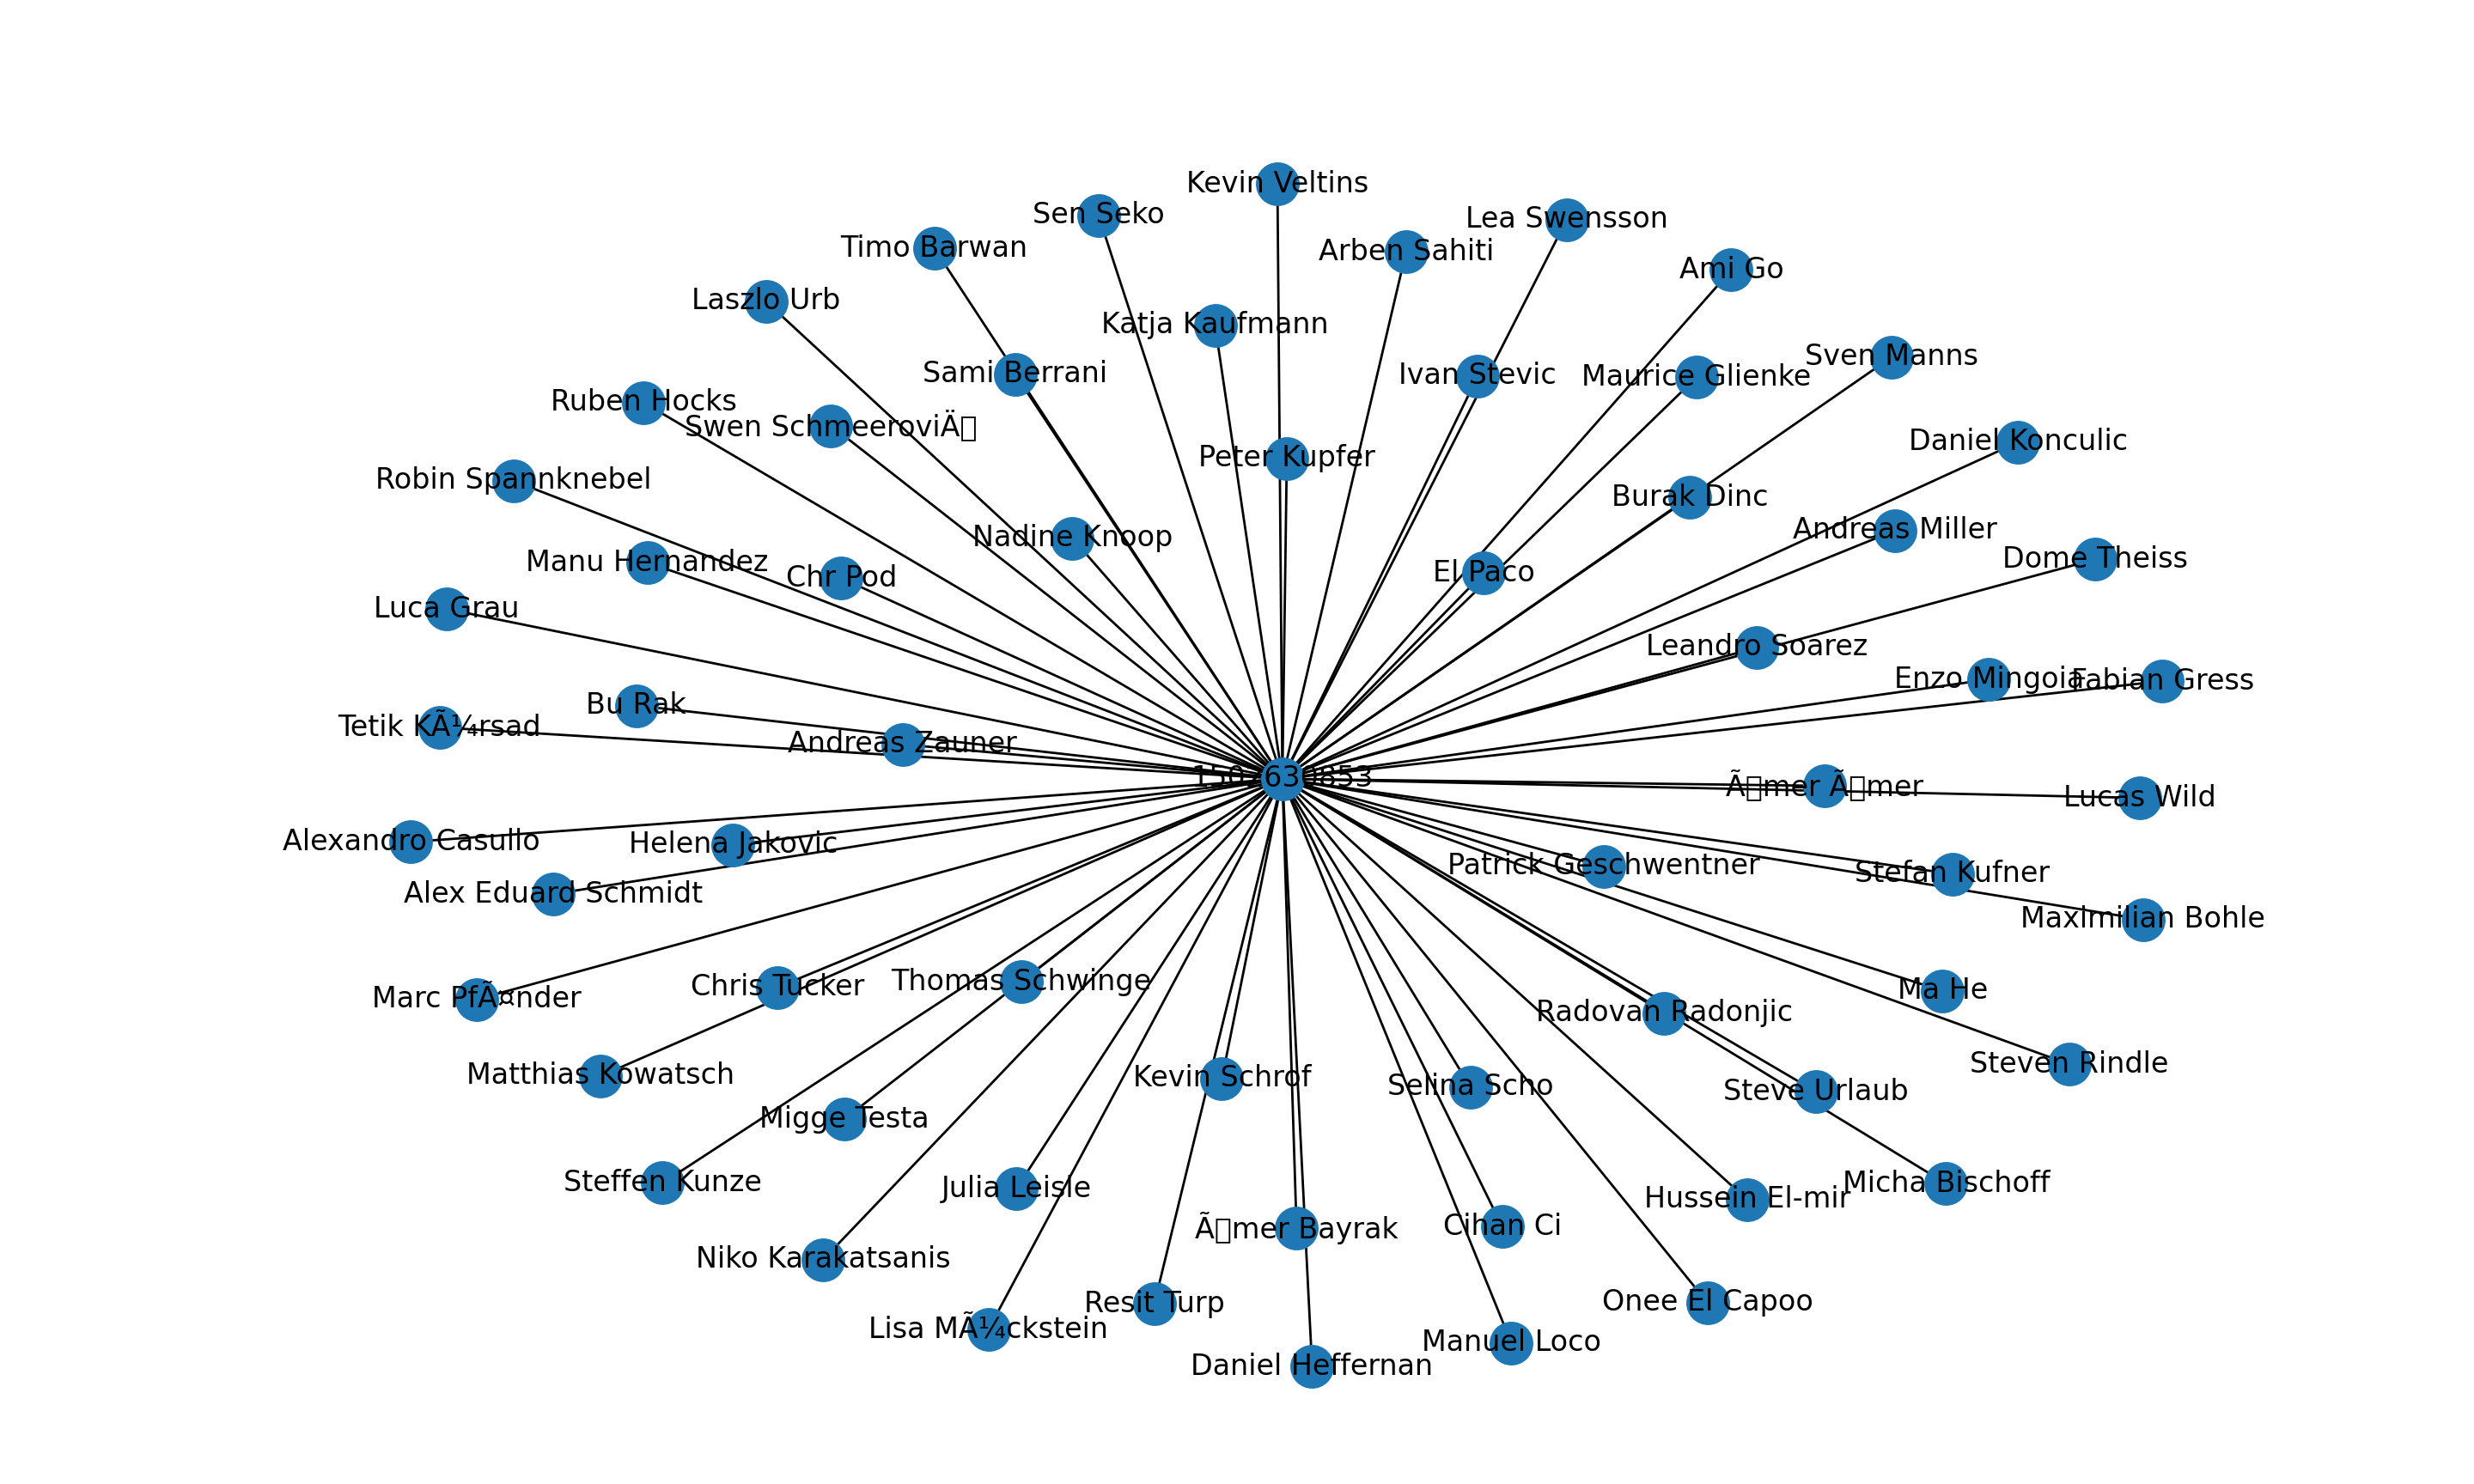 Kevin Veltins
Sen Seko
Lea Swensson
Timo Barwan
Arben Sahiti
Ami Go
Laszlo Urb
Katja Kaufmann
Sven Manns
Sami Berrani
Ivan Stevic
Maurice Glienke
Ruben Hocks
Swen SchmeeroviÄ
Daniel Konculic
Peter Kupfer
Robin Spannknebel
Burak Dinc
Andreas Miller
Nadine Knoop
Manu Hernandez
Chr Pod
El Paco
Dome Theiss
Luca Grau
Leandro Soarez
Enzo Mingoia
Fabian Gress
Bu Rak
Tetik KÃ¼rsad
Andreas Zauner
Ãmer Ãmer
Lucas Wild
Alexandro Casullo
Helena Jakovic
Patrick Geschwentner
Stefan Kufner
Alex Eduard Schmidt
Maximilian Bohle
Marc PfÃ¤nder
Chris Tucker
Thomas Schwinge
Ma He
Radovan Radonjic
Steven Rindle
Matthias Kowatsch
Kevin Schrof
Selina Scho
Steve Urlaub
Migge Testa
Steffen Kunze
Julia Leisle
Hussein El-mir
Micha Bischoff
Ãmer Bayrak
Cihan Ci
Niko Karakatsanis
Resit Turp
Onee El Capoo
Lisa MÃ¼ckstein
Manuel Loco
Daniel Heffernan